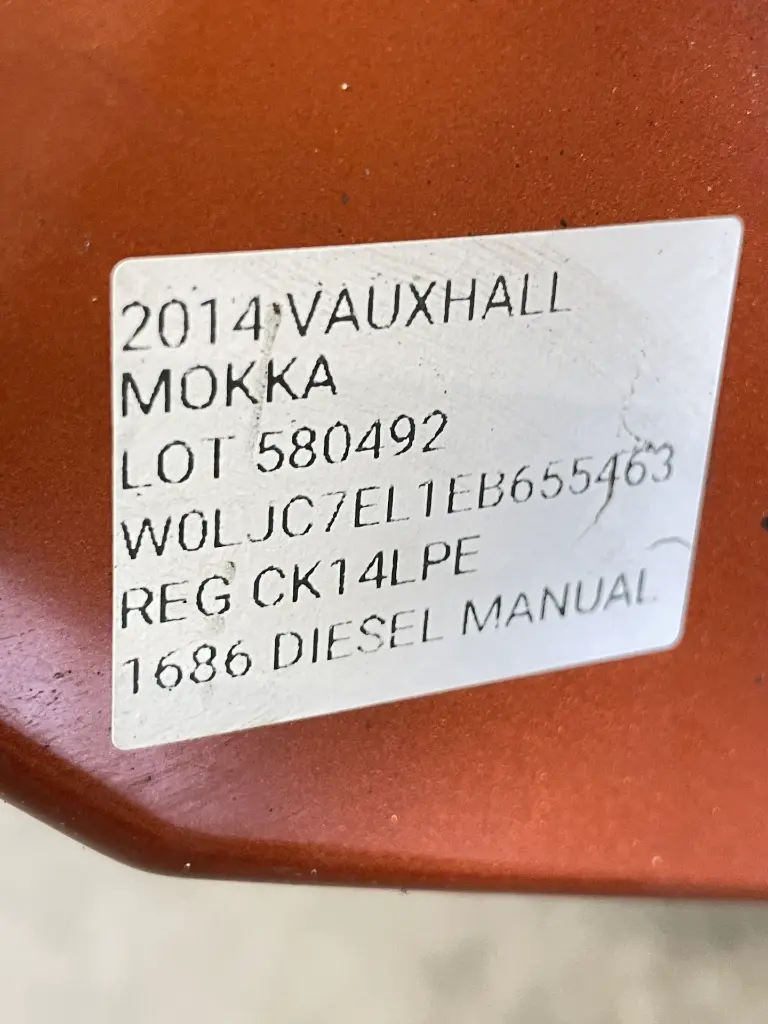 2014 VAUXHALL
MOKKA
LOT 580492
W0LJC7EL1EB655463
REG CK14LPE
1686 DIESEL MANUAL